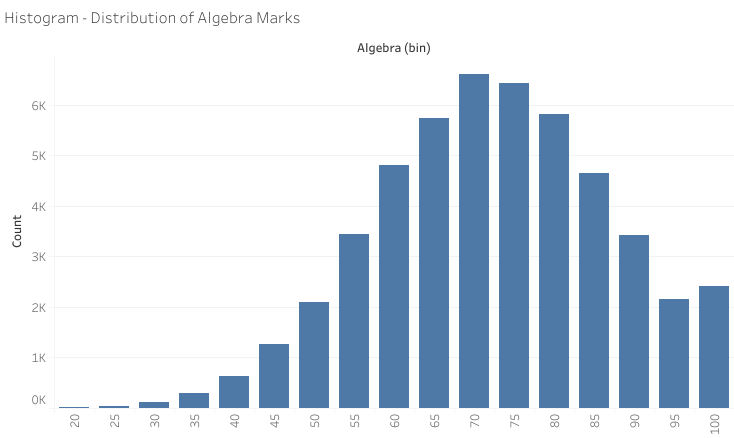 Histogram - Distribution of Algebra Marks
Algebra (bin)
6K
5K
4K
3K
2K
1K
0K
Count
20 25 30 35 40 45 50 55 60 65 70 75 80 85 90 95 100